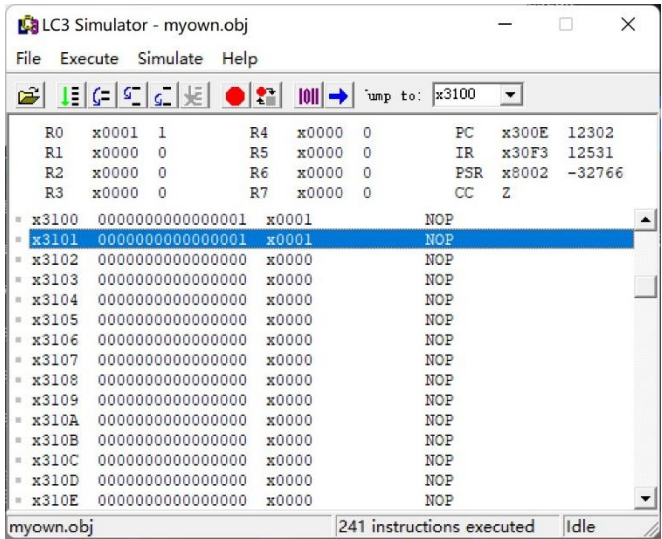 LC3 Simulator - myown.obj
File Execute Simulate Help
Jump to: x3100
R0 x0001 1 R4 x0000 0 PC x300E 12302
R1 x0000 0 R5 x0000 0 IR x30F3 12531
R2 x0000 0 R6 x0000 0 PSR x8002 -32766
R3 x0000 0 R7 x0000 0 CC Z
x3100 0000000000000001 x0001 NOP
x3101 0000000000000001 x0001 NOP
x3102 0000000000000000 x0000 NOP
x3103 0000000000000000 x0000 NOP
x3104 0000000000000000 x0000 NOP
x3105 0000000000000000 x0000 NOP
x3106 0000000000000000 x0000 NOP
x3107 0000000000000000 x0000 NOP
x3108 0000000000000000 x0000 NOP
x3109 0000000000000000 x0000 NOP
x310A 0000000000000000 x0000 NOP
x310B 0000000000000000 x0000 NOP
x310C 0000000000000000 x0000 NOP
x310D 0000000000000000 x0000 NOP
x310E 0000000000000000 x0000 NOP
myown.obj 241 instructions executed Idle